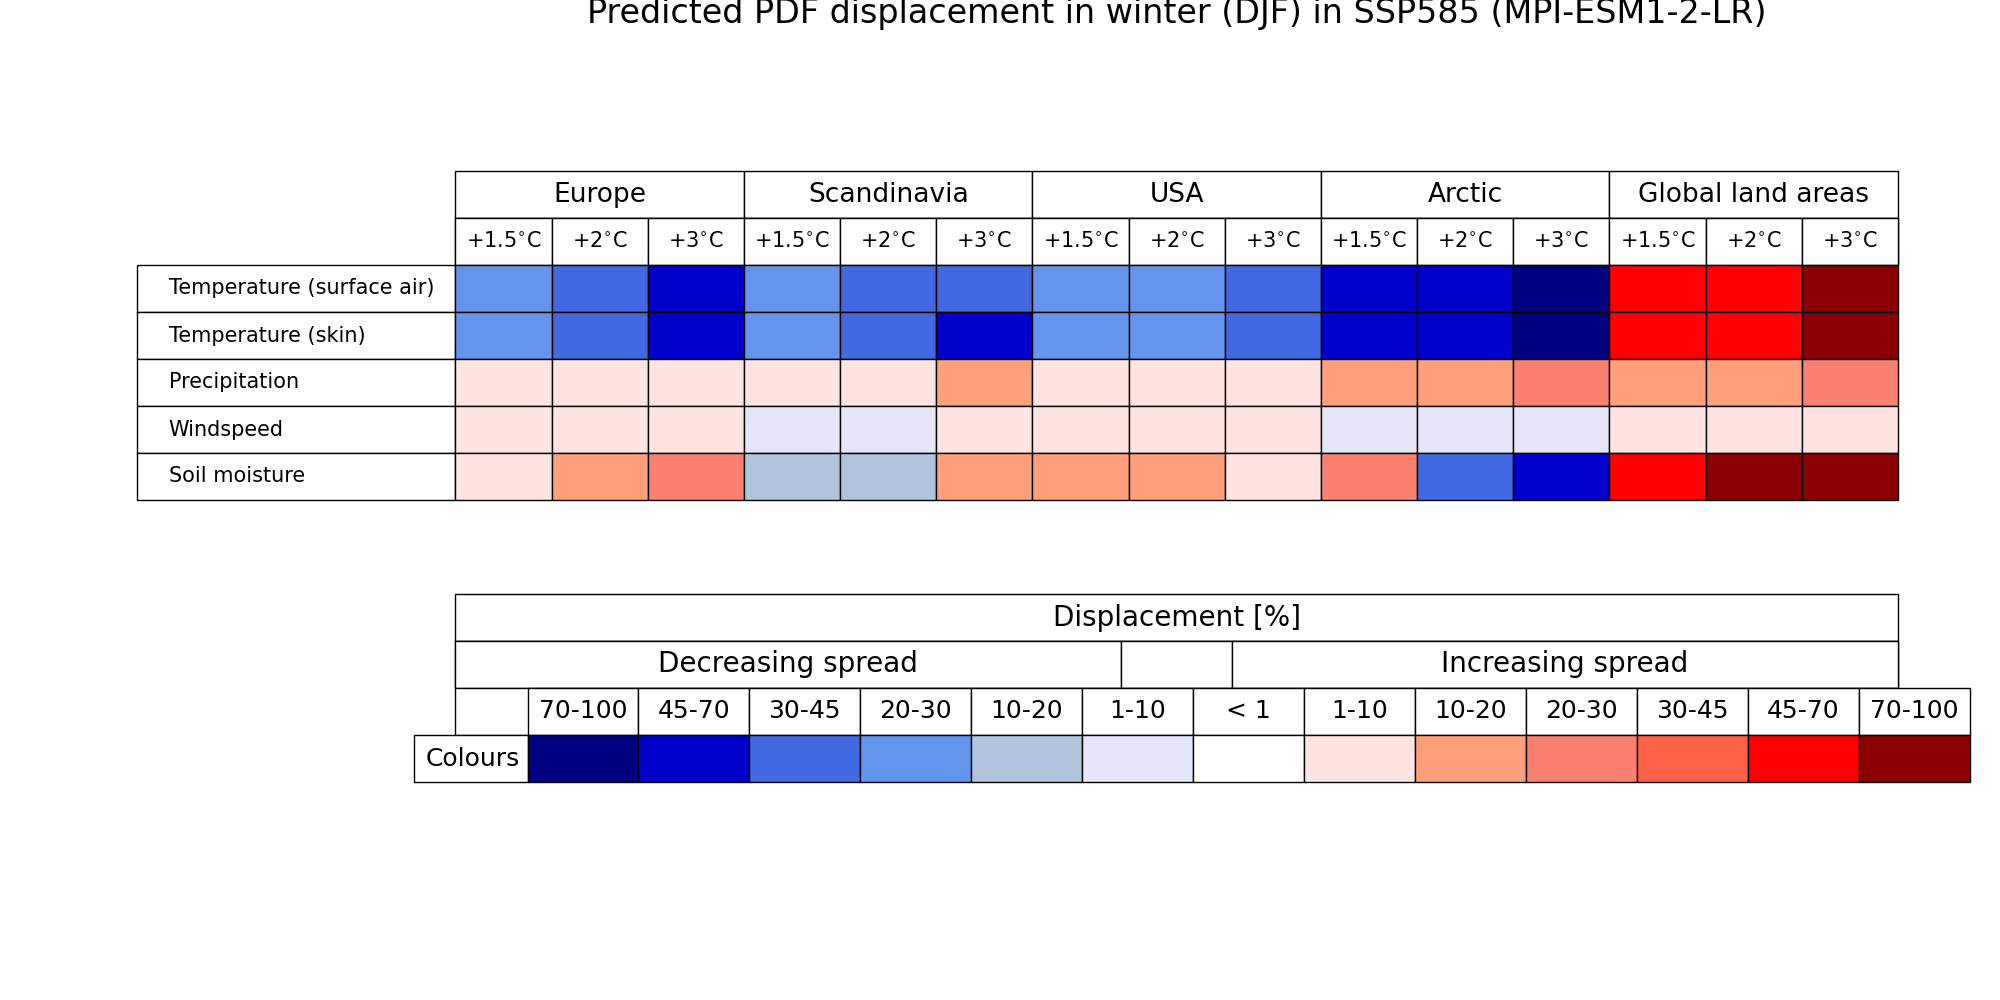 Predicted PDF displacement in winter (DJF) in SSP585 (MPI-ESM1-2-LR)
Europe Scandinavia USA Arctic Global land areas
+1.5°C +2°C +3°C +1.5°C +2°C +3°C +1.5°C +2°C +3°C +1.5°C +2°C +3°C +1.5°C +2°C +3°C
Temperature (surface air)
Temperature (skin)
Precipitation
Windspeed
Soil moisture
Displacement [%]
Decreasing spread Increasing spread
70-100 45-70 30-45 20-30 10-20 1-10 < 1 1-10 10-20 20-30 30-45 45-70 70-100
Colours